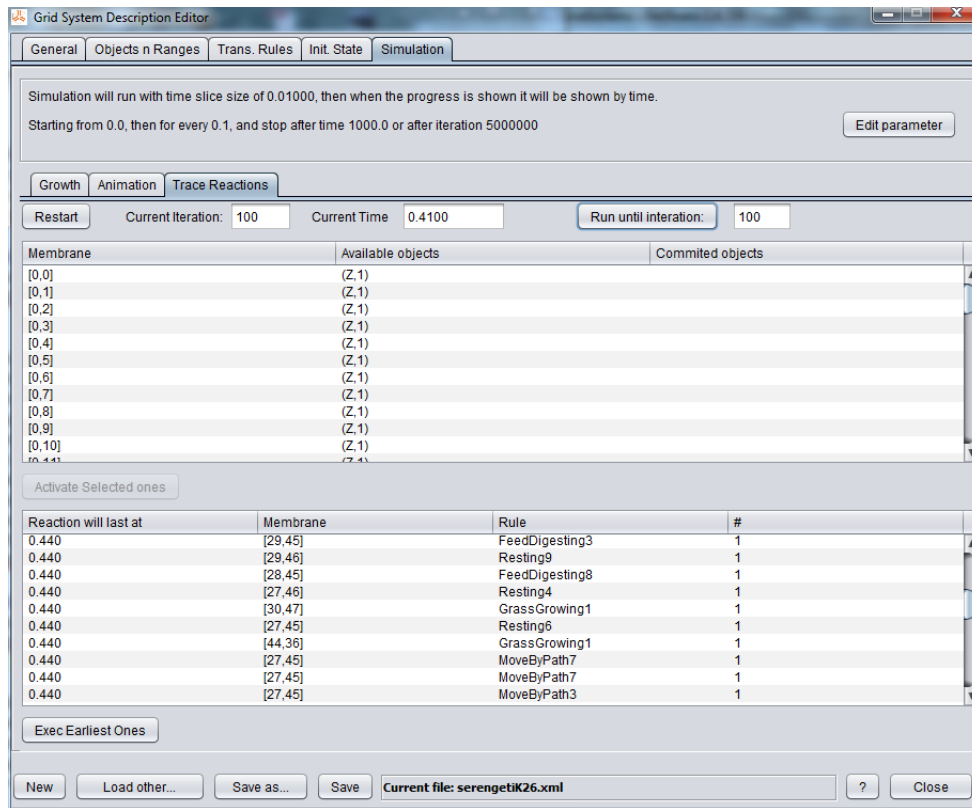 Grid System Description Editor
General Objects n Ranges Trans. Rules Init. State Simulation
Simulation will run with time slice size of 0.01000, then when the progress is shown it will be shown by time.
Starting from 0.0, then for every 0.1, and stop after time 1000.0 or after iteration 5000000
Edit parameter
Growth Animation Trace Reactions
Restart Current Iteration: 100 Current Time 0.4100 Run until interation: 100
Membrane Available objects Commited objects
[0,0] (Z,1)
[0,1] (Z,1)
[0,2] (Z,1)
[0,3] (Z,1)
[0,4] (Z,1)
[0,5] (Z,1)
[0,6] (Z,1)
[0,7] (Z,1)
[0,8] (Z,1)
[0,9] (Z,1)
[0,10] (Z,1)
[0,11] (Z,1)
Activate Selected ones
Reaction will last at Membrane Rule #
0.440 [29,45] FeedDigesting3 1
0.440 [29,46] Resting9 1
0.440 [28,45] FeedDigesting8 1
0.440 [27,46] Resting4 1
0.440 [30,47] GrassGrowing1 1
0.440 [27,45] Resting6 1
0.440 [44,36] GrassGrowing1 1
0.440 [27,45] MoveByPath7 1
0.440 [27,45] MoveByPath7 1
0.440 [27,45] MoveByPath3 1
Exec Earliest Ones
New Load other... Save as... Save Current file: serengetiK26.xml ? Close